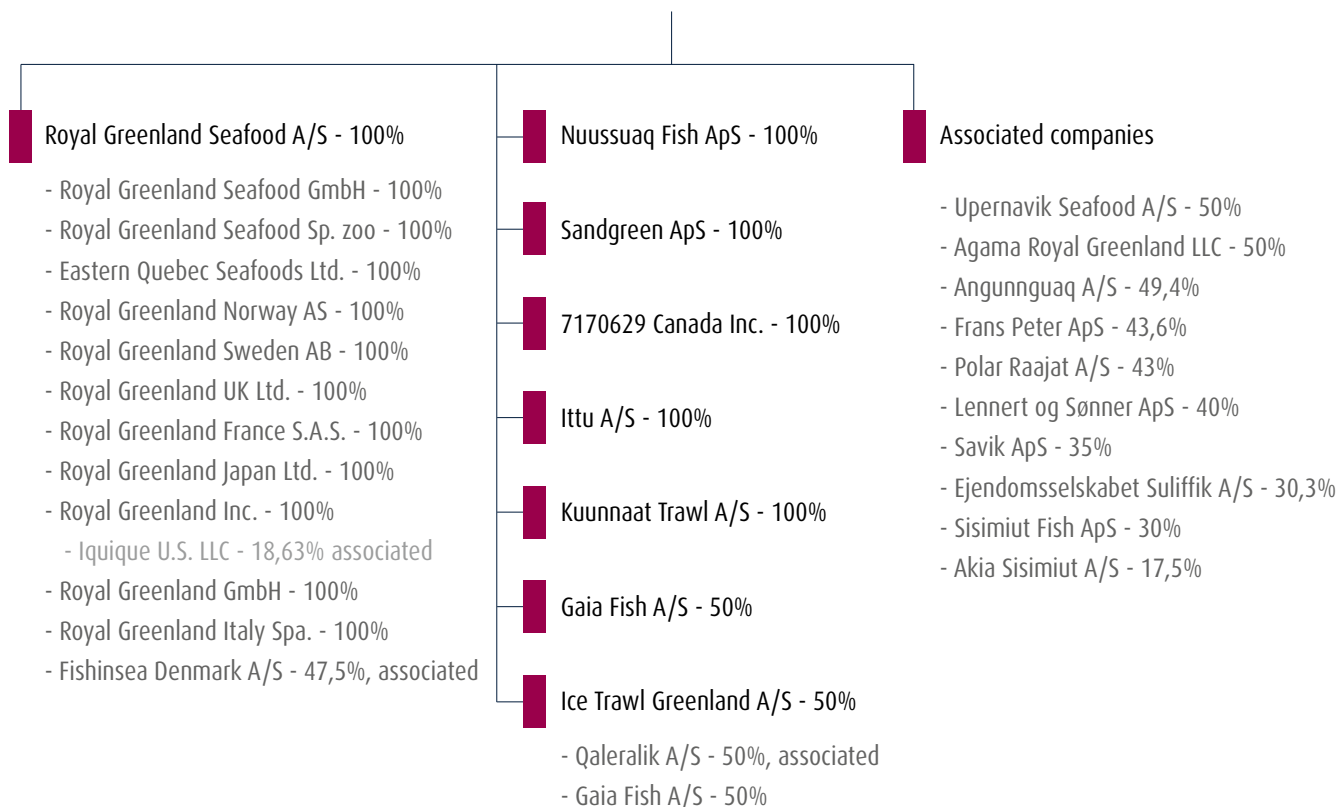 Royal Greenland Seafood A/S - 100%
- Royal Greenland Seafood GmbH - 100%
- Royal Greenland Seafood Sp. zoo - 100%
- Eastern Quebec Seafoods Ltd. - 100%
- Royal Greenland Norway AS - 100%
- Royal Greenland Sweden AB - 100%
- Royal Greenland UK Ltd. - 100%
- Royal Greenland France S.A.S. - 100%
- Royal Greenland Japan Ltd. - 100%
- Royal Greenland Inc. - 100%
- Iquique U.S. LLC - 18,63% associated
- Royal Greenland GmbH - 100%
- Royal Greenland Italy Spa. - 100%
- Fishinsea Denmark A/S - 47,5%, associated
Nuussuaq Fish ApS - 100%
Sandgreen ApS - 100%
7170629 Canada Inc. - 100%
Ittu A/S - 100%
Kuunnaat Trawl A/S - 100%
Gaia Fish A/S - 50%
Ice Trawl Greenland A/S - 50%
- Qaleralik A/S - 50%, associated
- Gaia Fish A/S - 50%
Associated companies
- Upernavik Seafood A/S - 50%
- Agama Royal Greenland LLC - 50%
- Angunnguaq A/S - 49,4%
- Frans Peter ApS - 43,6%
- Polar Raajat A/S - 43%
- Lennert og Sønner ApS - 40%
- Savik ApS - 35%
- Ejendomsselskabet Suliffik A/S - 30,3%
- Sisimiut Fish ApS - 30%
- Akia Sisimiut A/S - 17,5%